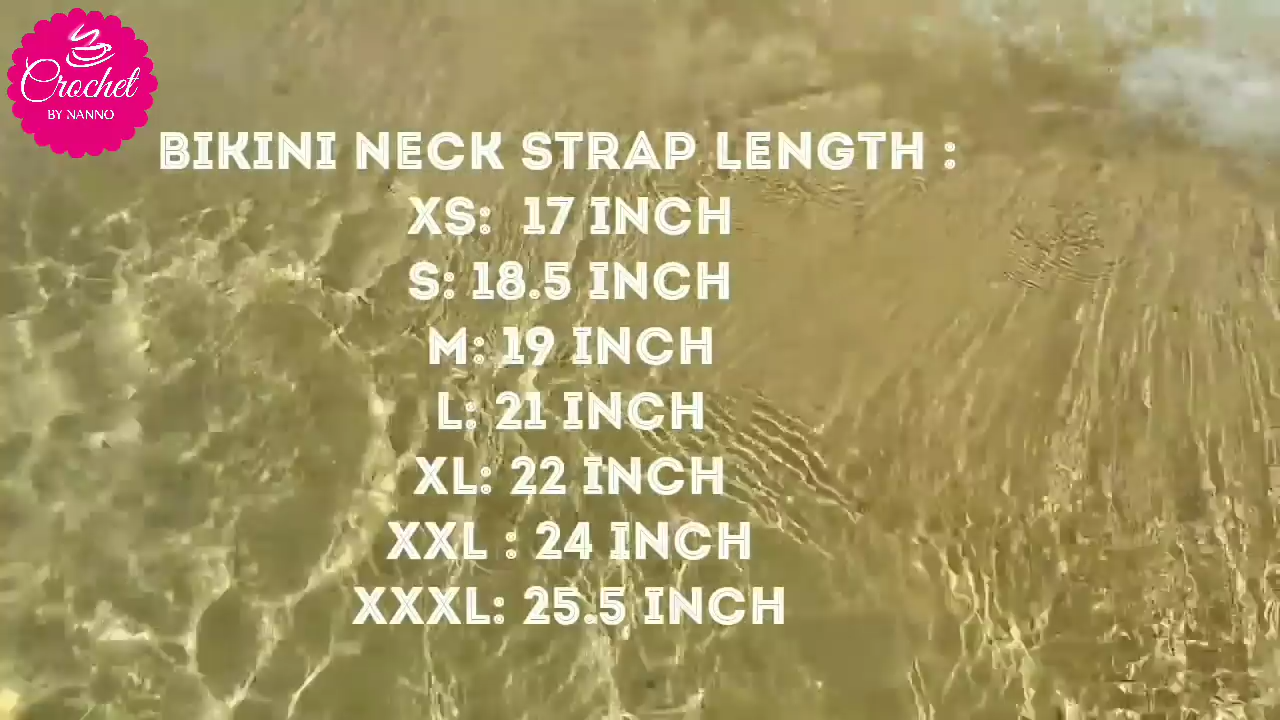 Crochet
BY NANNO
BIKINI NECK STRAP LENGTH :
XS: 17 INCH
S: 18.5 INCH
M: 19 INCH
L: 21 INCH
XL: 22 INCH
XXL : 24 INCH
XXXL: 25.5 INCH